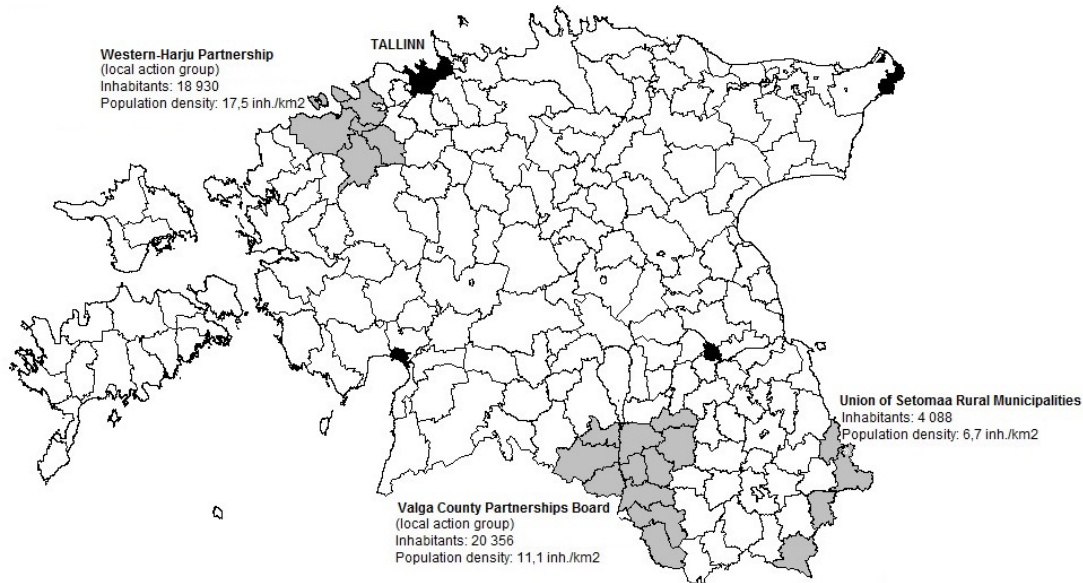 Western-Harju Partnership
(local action group)
Inhabitants: 18 930
Population density: 17,5 inh./km2
TALLINN
Union of Setomaa Rural Municipalities
Inhabitants: 4 088
Population density: 6,7 inh./km2
Valga County Partnerships Board
(local action group)
Inhabitants: 20 356
Population density: 11,1 inh./km2